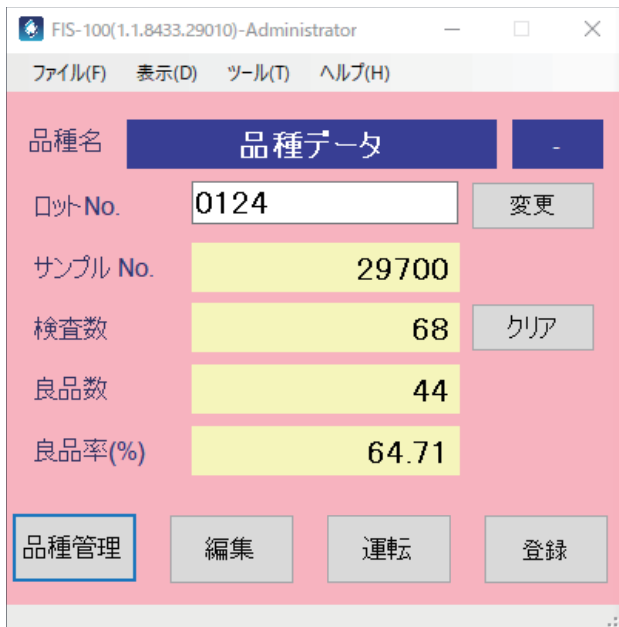 FIS-100(1.1.8433.29010)-Administrator
ファイル(F) 表示(D) ツール(T) ヘルプ(H)
品種名 品種データ -
ロットNo. 0124 変更
サンプル No. 29700
検査数 68 クリア
良品数 44
良品率(%) 64.71
品種管理 編集 運転 登録